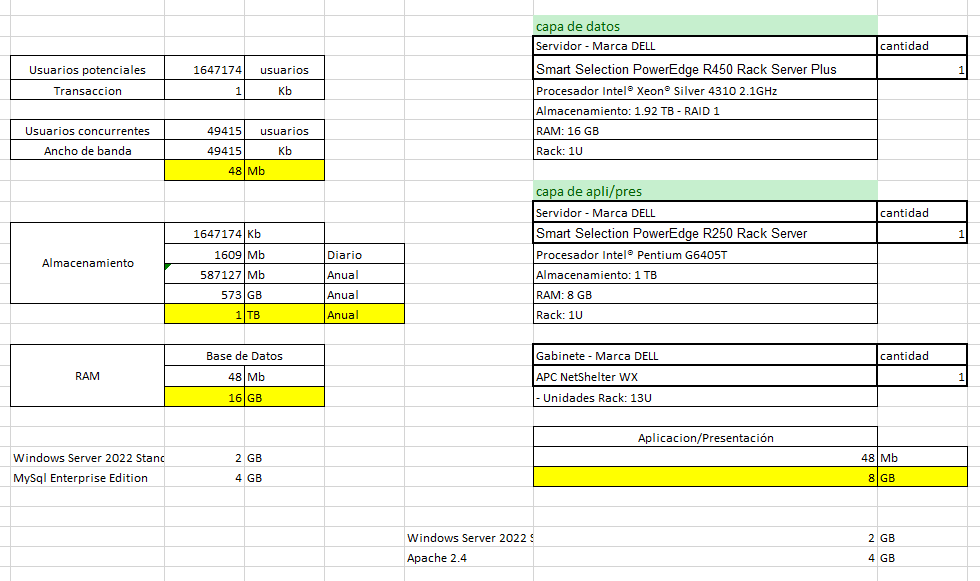 capa de datos
Servidor - Marca DELL cantidad
Usuarios potenciales 1647174 usuarios
Smart Selection PowerEdge R450 Rack Server Plus 1
Transaccion 1 Kb
Procesador Intel® Xeon® Silver 4310 2.1GHz
Almacenamiento: 1.92 TB - RAID 1
Usuarios concurrentes 49415 usuarios
RAM: 16 GB
Ancho de banda 49415 Kb
Rack: 1U
48 Mb
capa de apli/pres
Servidor - Marca DELL cantidad
Almacenamiento
1647174 Kb
Smart Selection PowerEdge R250 Rack Server 1
1609 Mb Diario
Procesador Intel® Pentium G6405T
587127 Mb Anual
Almacenamiento: 1 TB
573 GB Anual
RAM: 8 GB
1 TB Anual
Rack: 1U
RAM
Base de Datos
Gabinete - Marca DELL cantidad
48 Mb
APC NetShelter WX 1
16 GB
- Unidades Rack: 13U
Aplicacion/Presentación
Windows Server 2022 Stand 2 GB
48 Mb
MySql Enterprise Edition 4 GB
8 GB
Windows Server 2022 S 2 GB
Apache 2.4 4 GB